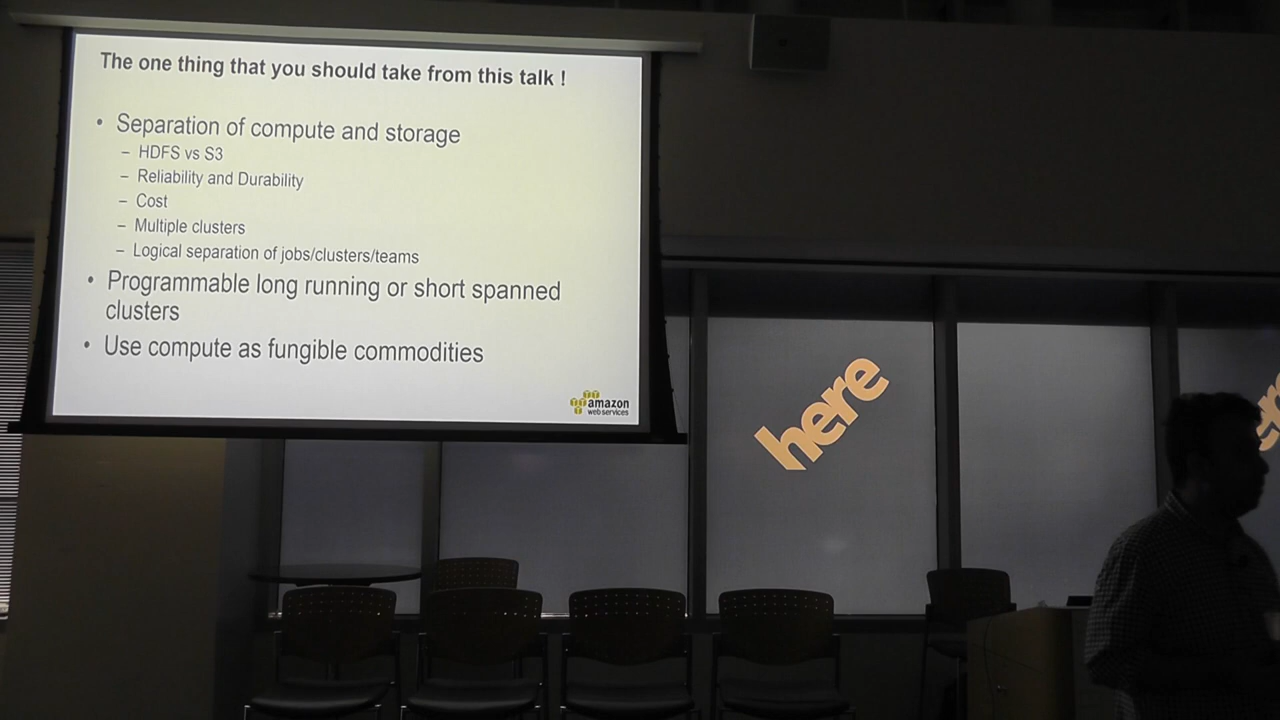 The one thing that you should take from this talk !
• Separation of compute and storage
– HDFS vs S3
– Reliability and Durability
– Cost
– Multiple clusters
– Logical separation of jobs/clusters/teams
• Programmable long running or short spanned
clusters
• Use compute as fungible commodities
amazon
web services
here
er